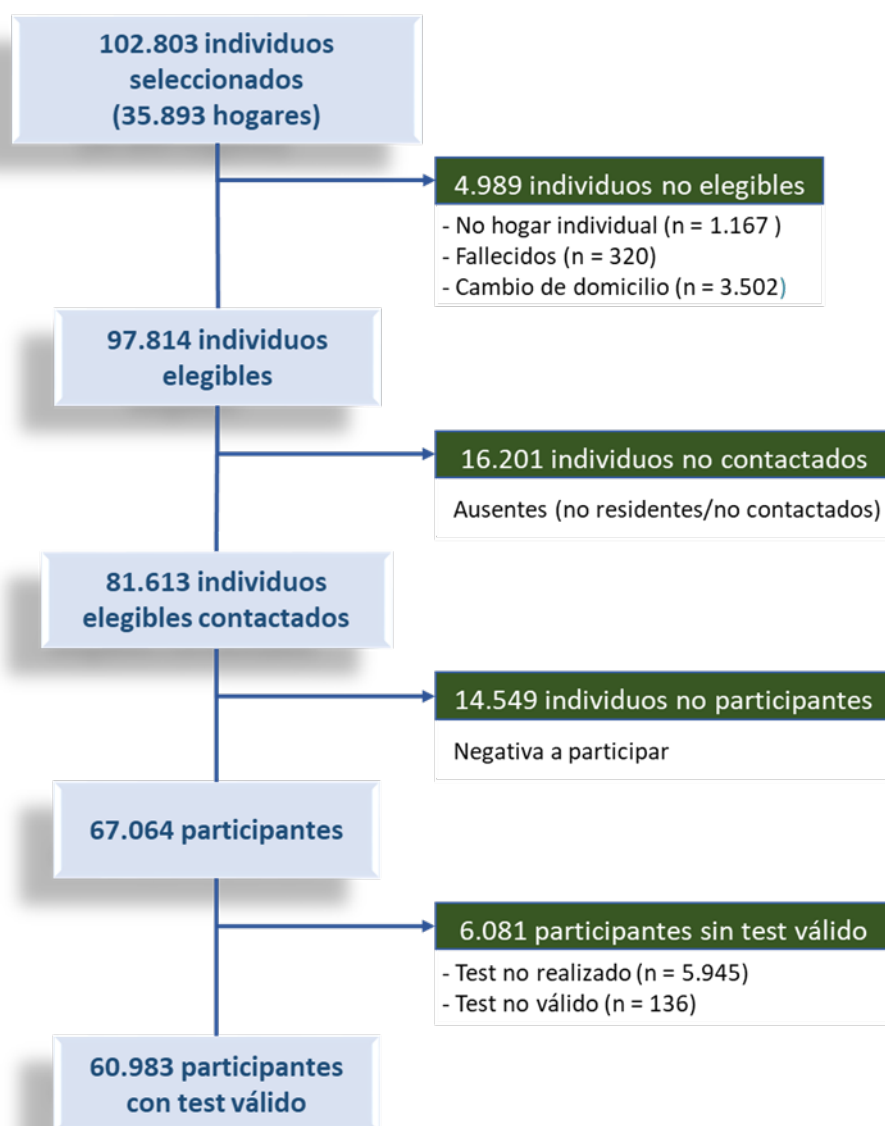 102.803 individuos
seleccionados
(35.893 hogares)
4.989 individuos no elegibles
- No hogar individual (n = 1.167 )
- Fallecidos (n = 320)
- Cambio de domicilio (n = 3.502)
97.814 individuos
elegibles
16.201 individuos no contactados
Ausentes (no residentes/no contactados)
81.613 individuos
elegibles contactados
14.549 individuos no participantes
Negativa a participar
67.064 participantes
6.081 participantes sin test válido
- Test no realizado (n = 5.945)
- Test no válido (n = 136)
60.983 participantes
con test válido